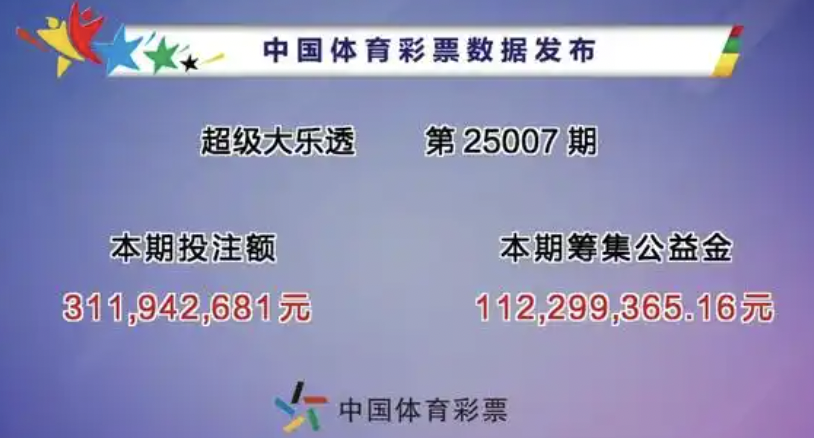 中国体育彩票数据发布
超级大乐透 第25007期
本期投注额 本期筹集公益金
311,942,681元 112,299,365.16元
中国体育彩票